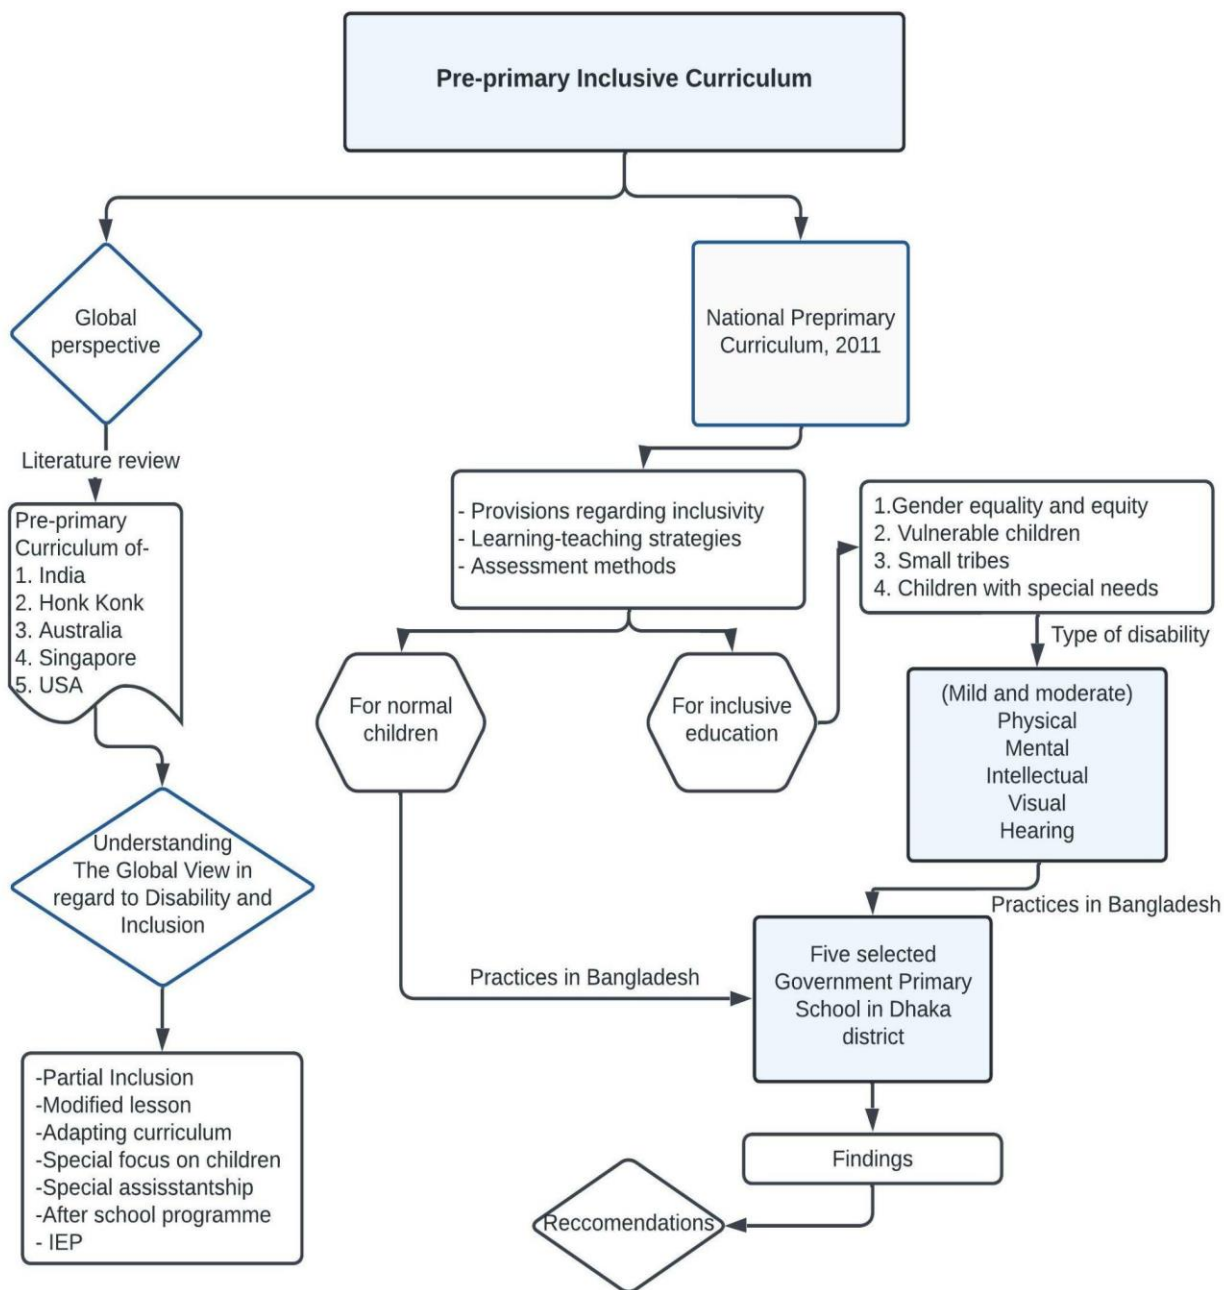 Pre-primary Inclusive Curriculum
Global
perspective
Literature review
Pre-primary
Curriculum of-
1. India
2. Honk Konk
3. Australia
4. Singapore
5. USA
Understanding
The Global View in
regard to Disability and
Inclusion
-Partial Inclusion
-Modified lesson
-Adapting curriculum
-Special focus on children
-Special assisstantship
-After school programme
- IEP
National Preprimary
Curriculum, 2011
- Provisions regarding inclusivity
- Learning-teaching strategies
- Assessment methods
For normal
children
For inclusive
education
1.Gender equality and equity
2. Vulnerable children
3. Small tribes
4. Children with special needs
Type of disability
(Mild and moderate)
Physical
Mental
Intellectual
Visual
Hearing
Practices in Bangladesh
Practices in Bangladesh
Five selected
Government Primary
School in Dhaka
district
Findings
Reccomendations